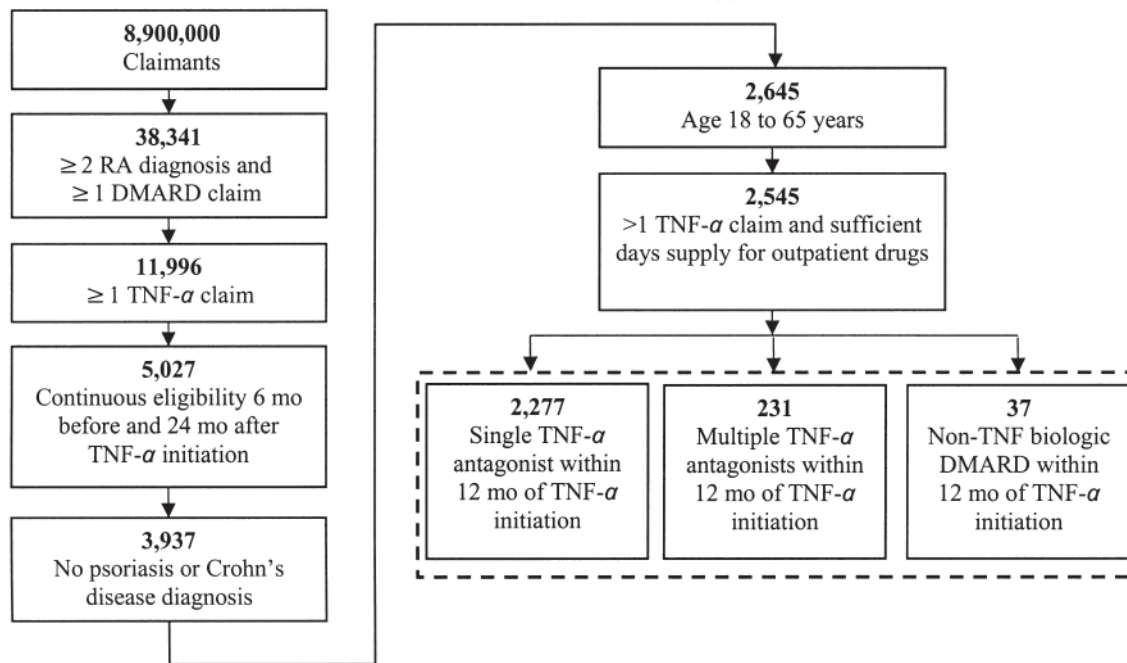 8,900,000
Claimants
38,341
≥ 2 RA diagnosis and
≥ 1 DMARD claim
11,996
≥ 1 TNF-α claim
5,027
Continuous eligibility 6 mo
before and 24 mo after
TNF-α initiation
3,937
No psoriasis or Crohn's
disease diagnosis
2,645
Age 18 to 65 years
2,545
>1 TNF-α claim and sufficient
days supply for outpatient drugs
2,277
Single TNF-α
antagonist within
12 mo of TNF-α
initiation
231
Multiple TNF-α
antagonists within
12 mo of TNF-α
initiation
37
Non-TNF biologic
DMARD within
12 mo of TNF-α
initiation